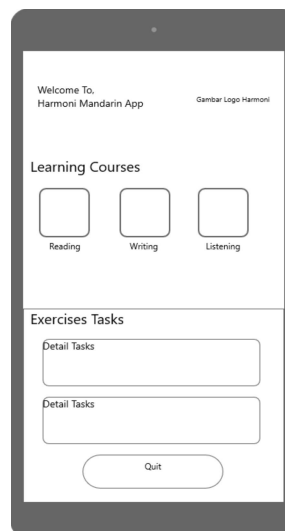 Welcome To,
Harmoni Mandarin App
Gambar Logo Harmoni
Learning Courses
Reading
Writing
Listening
Exercises Tasks
Detail Tasks
Detail Tasks
Quit